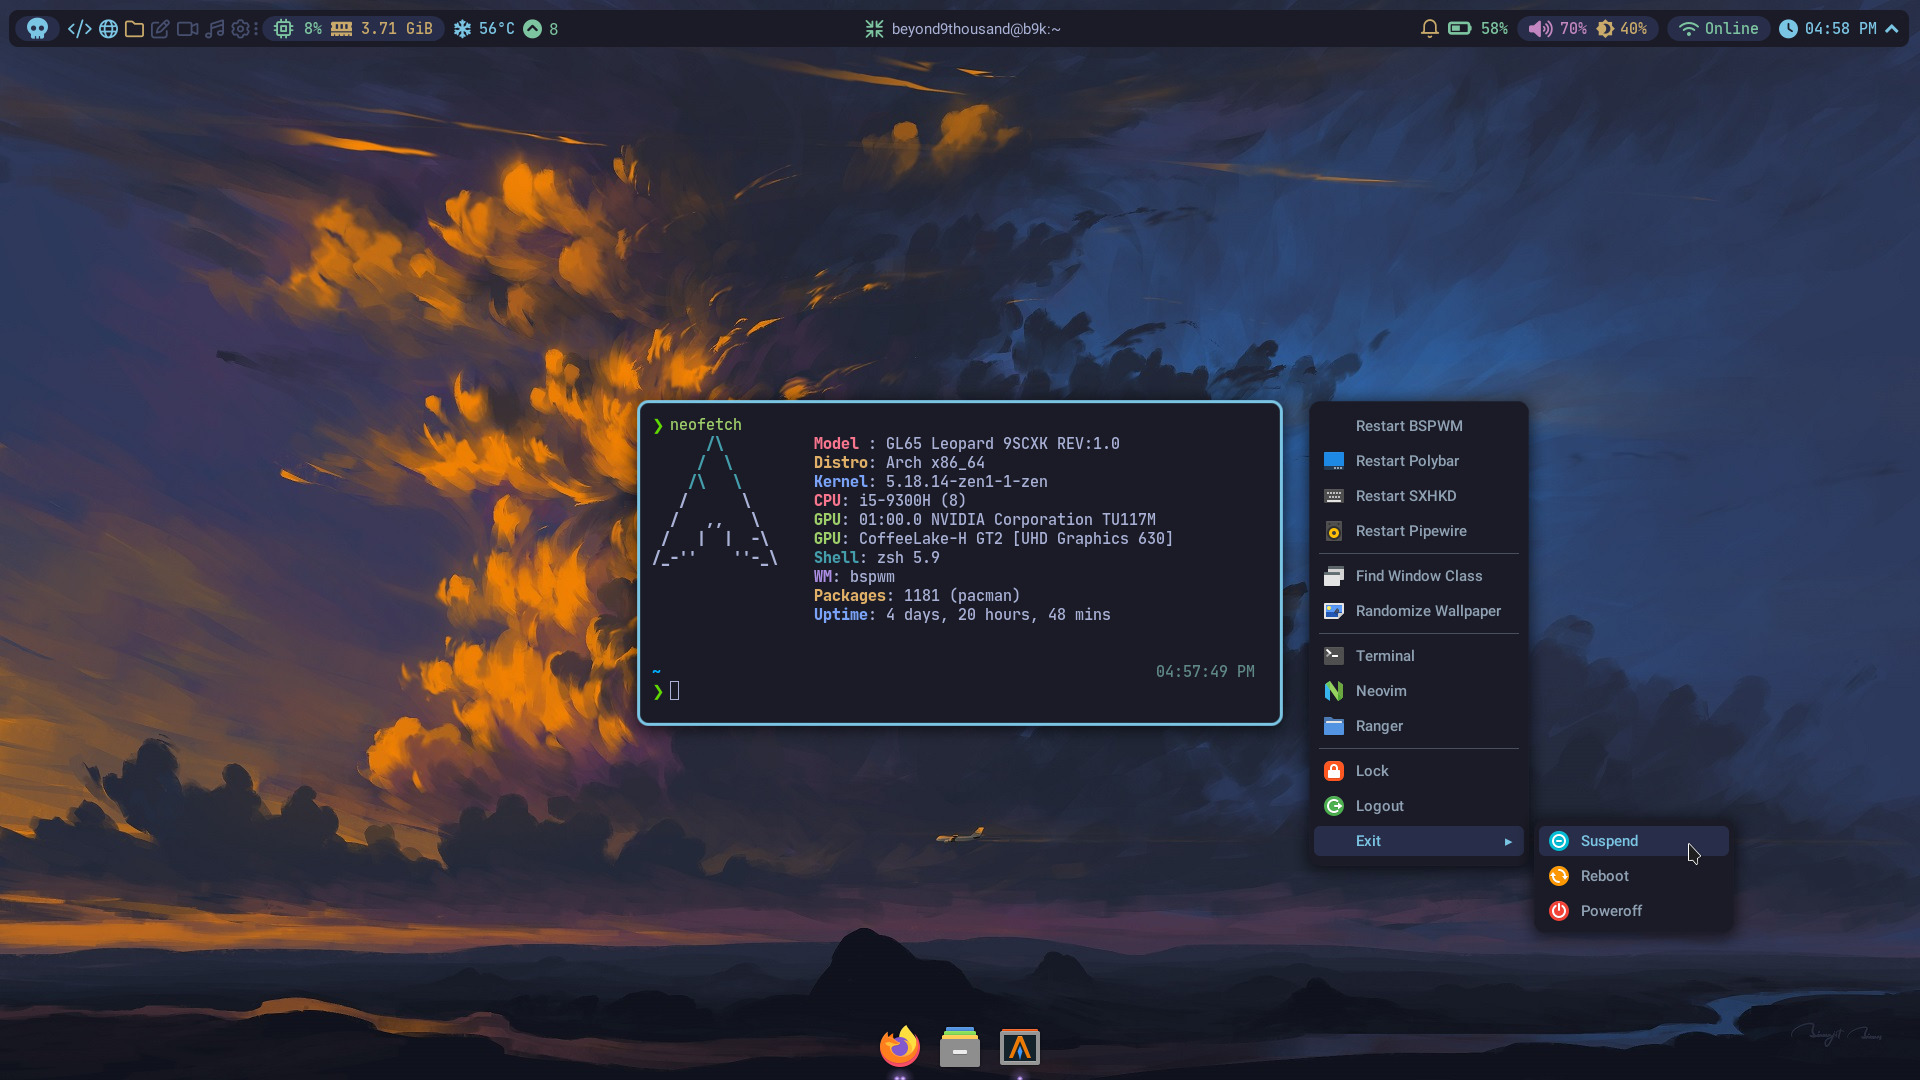 8% 3.71 GiB 56°C 8
beyond9thousand@b9k:~
58% 70% 40% Online 04:58 PM
❯ neofetch
Model : GL65 Leopard 9SCXK REV:1.0
Distro: Arch x86_64
Kernel: 5.18.14-zen1-1-zen
CPU: i5-9300H (8)
GPU: 01:00.0 NVIDIA Corporation TU117M
GPU: CoffeeLake-H GT2 [UHD Graphics 630]
Shell: zsh 5.9
WM: bspwm
Packages: 1181 (pacman)
Uptime: 4 days, 20 hours, 48 mins
~ 04:57:49 PM
❯
Restart BSPWM
Restart Polybar
Restart SXHKD
Restart Pipewire
Find Window Class
Randomize Wallpaper
Terminal
Neovim
Ranger
Lock
Logout
Exit
Suspend
Reboot
Poweroff